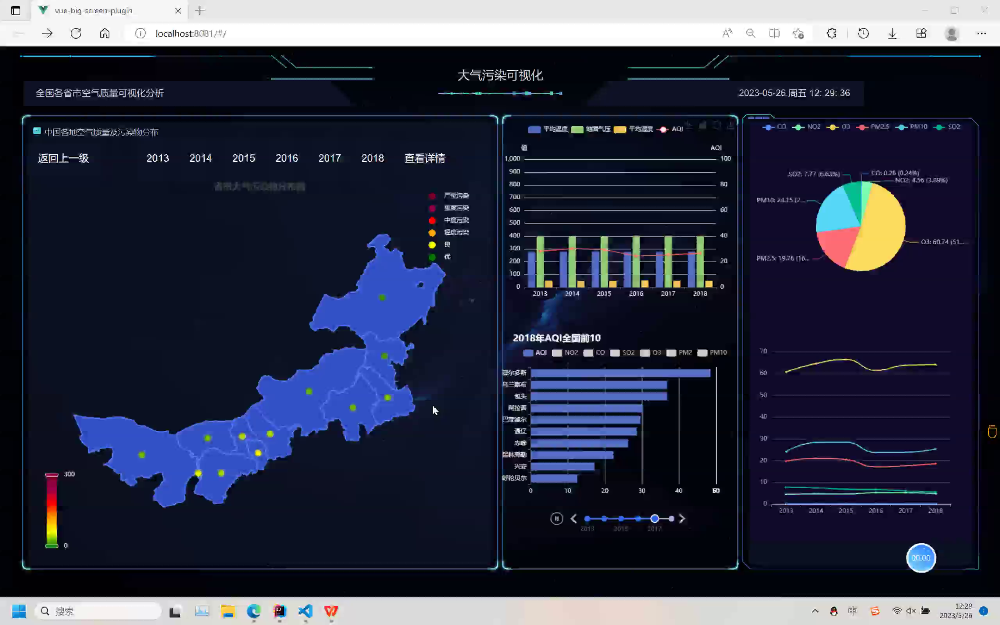 vue-big-screen-plugin
localhost:8081/#/
大气污染可视化
全国各省市空气质量可视化分析
2023-05-26 周五 12: 29: 36
中国各地空气质量及污染物分布
返回上一级 2013 2014 2015 2016 2017 2018 查看详情
严重污染
重度污染
中度污染
轻度污染
良
优
300
0
平均温度 地面气压 平均湿度 AQI
值 AQI
1,000 100
900
800 80
700
600 60
500
400 40
300
200 20
100
0 0
2013 2014 2015 2016 2017 2018
2018年AQI全国前10
AQI NO2 CO SO2 O3 PM2 PM10
鄂尔多斯
乌兰察布
包头
阿拉善
巴彦淖尔
通辽
赤峰
锡林郭勒
兴安
呼伦贝尔
0 10 20 30 40
2013 2015 2017
CO NO2 O3 PM2.5 PM10 SO2
SO2: 7.77 (6.63%)
CO: 0.28 (0.24%)
NO2: 4.56 (3.89%)
PM10: 24.15 (2...
O3: 60.74 (51....
PM2.5: 19.76 (16...
70
60
50
40
30
20
10
0
2013 2014 2015 2016 2017 2018
00:00
搜索
中
12:29
2023/5/26
1